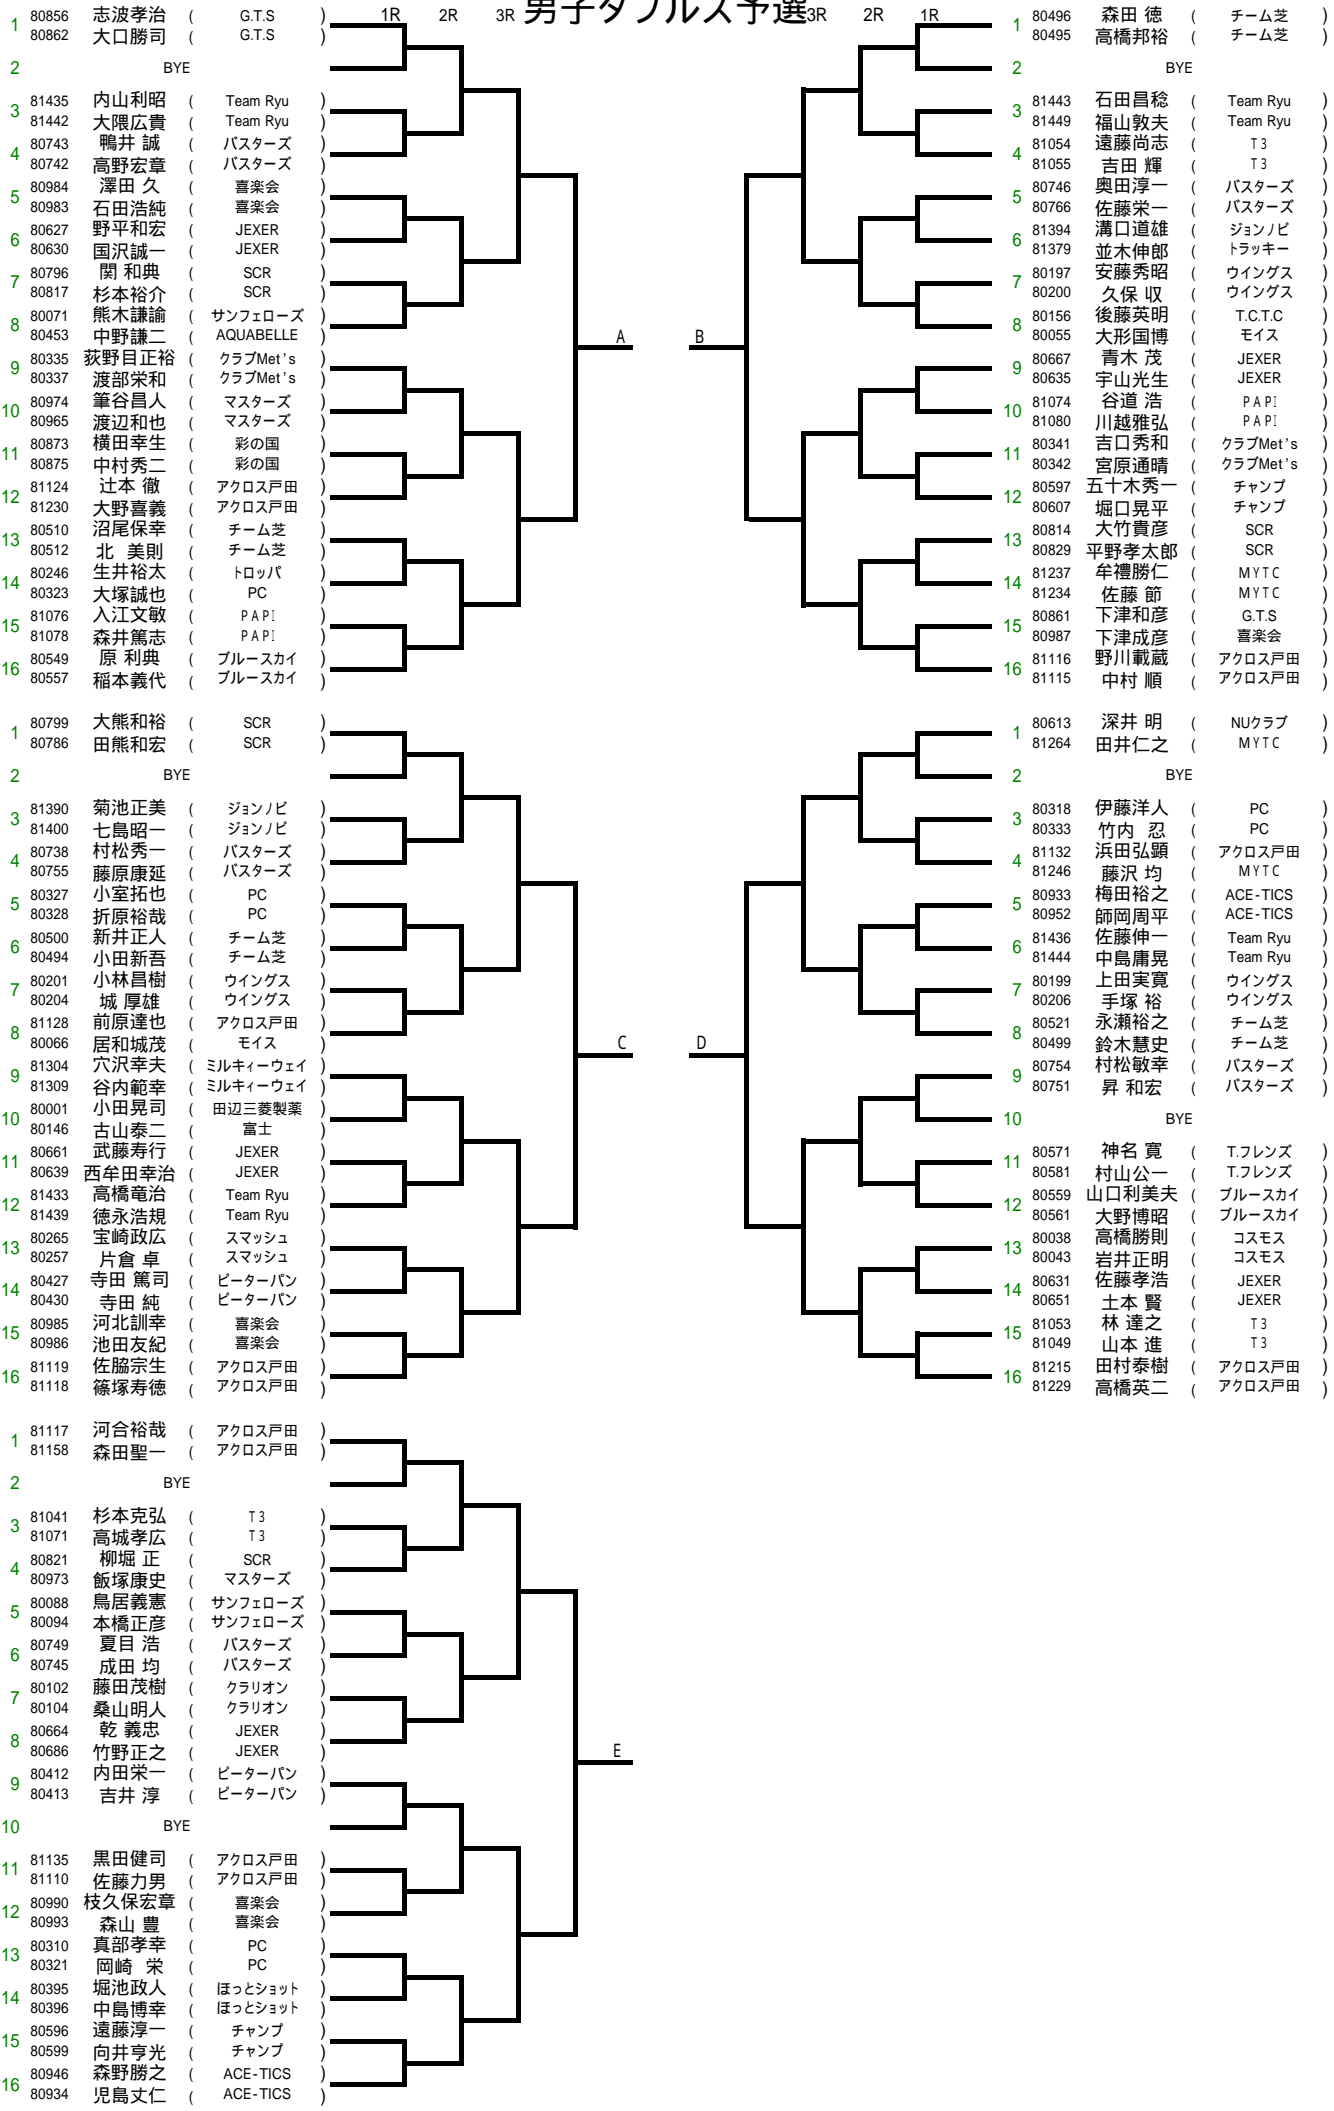 男子ダブルス予選
1R 2R 3R
3R 2R 1R
1 80856 志波孝治 ( G.T.S )
80862 大口勝司 ( G.T.S )
2 BYE
3 81435 内山利昭 ( Team Ryu )
81442 大隈広貴 ( Team Ryu )
4 80743 鴨井 誠 ( バスターズ )
80742 高野宏章 ( バスターズ )
5 80984 澤田 久 ( 喜楽会 )
80983 石田浩純 ( 喜楽会 )
6 80627 野平和宏 ( JEXER )
80630 国沢誠一 ( JEXER )
7 80796 関 和典 ( SCR )
80817 杉本裕介 ( SCR )
8 80071 熊木謙諭 ( サンフェローズ )
80453 中野謙二 ( AQUABELLE )
9 80335 荻野目正裕 ( クラブMet's )
80337 渡部栄和 ( クラブMet's )
10 80974 筆谷昌人 ( マスターズ )
80965 渡辺和也 ( マスターズ )
11 80873 横田幸生 ( 彩の国 )
80875 中村秀二 ( 彩の国 )
12 81124 辻本 徹 ( アクロス戸田 )
81230 大野喜義 ( アクロス戸田 )
13 80510 沼尾保幸 ( チーム芝 )
80512 北 美則 ( チーム芝 )
14 80246 生井裕太 ( トロッパ )
80323 大塚誠也 ( PC )
15 81076 入江文敏 ( PAPI )
81078 森井篤志 ( PAPI )
16 80549 原 利典 ( ブルースカイ )
80557 稲本義代 ( ブルースカイ )
A
1 80496 森田 徳 ( チーム芝 )
80495 高橋邦裕 ( チーム芝 )
2 BYE
3 81443 石田昌稔 ( Team Ryu )
81449 福山敦夫 ( Team Ryu )
4 81054 遠藤尚志 ( T3 )
81055 吉田 輝 ( T3 )
5 80746 奥田淳一 ( バスターズ )
80766 佐藤栄一 ( バスターズ )
6 81394 溝口道雄 ( ジョンノビ )
81379 並木伸郎 ( トラッキー )
7 80197 安藤秀昭 ( ウイングス )
80200 久保 収 ( ウイングス )
8 80156 後藤英明 ( T.C.T.C )
80055 大形国博 ( モイス )
9 80667 青木 茂 ( JEXER )
80635 宇山光生 ( JEXER )
10 81074 谷道 浩 ( PAPI )
81080 川越雅弘 ( PAPI )
11 80341 吉口秀和 ( クラブMet's )
80342 宮原通晴 ( クラブMet's )
12 80597 五十木秀一 ( チャンプ )
80607 堀口晃平 ( チャンプ )
13 80814 大竹貴彦 ( SCR )
80829 平野孝太郎 ( SCR )
14 81237 牟禮勝仁 ( MYTC )
81234 佐藤 節 ( MYTC )
15 80861 下津和彦 ( G.T.S )
80987 下津成彦 ( 喜楽会 )
16 81116 野川載蔵 ( アクロス戸田 )
81115 中村 順 ( アクロス戸田 )
B
1 80799 大熊和裕 ( SCR )
80786 田熊和宏 ( SCR )
2 BYE
3 81390 菊池正美 ( ジョンノビ )
81400 七島昭一 ( ジョンノビ )
4 80738 村松秀一 ( バスターズ )
80755 藤原康延 ( バスターズ )
5 80327 小室拓也 ( PC )
80328 折原裕哉 ( PC )
6 80500 新井正人 ( チーム芝 )
80494 小田新吾 ( チーム芝 )
7 80201 小林昌樹 ( ウイングス )
80204 城 厚雄 ( ウイングス )
8 81128 前原達也 ( アクロス戸田 )
80066 居和城茂 ( モイス )
9 81304 穴沢幸夫 ( ミルキィーウェイ )
81309 谷内範幸 ( ミルキィーウェイ )
10 80001 小田晃司 ( 田辺三菱製薬 )
80146 古山泰二 ( 富士 )
11 80661 武藤寿行 ( JEXER )
80639 西牟田幸治 ( JEXER )
12 81433 高橋竜治 ( Team Ryu )
81439 徳永浩規 ( Team Ryu )
13 80265 宝崎政広 ( スマッシュ )
80257 片倉 卓 ( スマッシュ )
14 80427 寺田 篤司 ( ピーターパン )
80430 寺田 純 ( ピーターパン )
15 80985 河北訓幸 ( 喜楽会 )
80986 池田友紀 ( 喜楽会 )
16 81119 佐脇宗生 ( アクロス戸田 )
81118 篠塚寿徳 ( アクロス戸田 )
C
1 80613 深井 明 ( NUクラブ )
81264 田井仁之 ( MYTC )
2 BYE
3 80318 伊藤洋人 ( PC )
80333 竹内 忍 ( PC )
4 81132 浜田弘顕 ( アクロス戸田 )
81246 藤沢 均 ( MYTC )
5 80933 梅田裕之 ( ACE-TICS )
80952 師岡周平 ( ACE-TICS )
6 81436 佐藤伸一 ( Team Ryu )
81444 中島庸晃 ( Team Ryu )
7 80199 上田実寛 ( ウイングス )
80206 手塚 裕 ( ウイングス )
8 80521 永瀬裕之 ( チーム芝 )
80499 鈴木慧史 ( チーム芝 )
9 80754 村松敏幸 ( バスターズ )
80751 昇 和宏 ( バスターズ )
10 BYE
11 80571 神名 寛 ( T.フレンズ )
80581 村山公一 ( T.フレンズ )
12 80559 山口利美夫 ( ブルースカイ )
80561 大野博昭 ( ブルースカイ )
13 80038 高橋勝則 ( コスモス )
80043 岩井正明 ( コスモス )
14 80631 佐藤孝浩 ( JEXER )
80651 土本 賢 ( JEXER )
15 81053 林 達之 ( T3 )
81049 山本 進 ( T3 )
16 81215 田村泰樹 ( アクロス戸田 )
81229 高橋英二 ( アクロス戸田 )
D
1 81117 河合裕哉 ( アクロス戸田 )
81158 森田聖一 ( アクロス戸田 )
2 BYE
3 81041 杉本克弘 ( T3 )
81071 高城孝広 ( T3 )
4 80821 柳堀 正 ( SCR )
80973 飯塚康史 ( マスターズ )
5 80088 鳥居義憲 ( サンフェローズ )
80094 本橋正彦 ( サンフェローズ )
6 80749 夏目 浩 ( バスターズ )
80745 成田 均 ( バスターズ )
7 80102 藤田茂樹 ( クラリオン )
80104 桑山明人 ( クラリオン )
8 80664 乾 義忠 ( JEXER )
80686 竹野正之 ( JEXER )
9 80412 内田栄一 ( ピーターパン )
80413 吉井 淳 ( ピーターパン )
10 BYE
11 81135 黒田健司 ( アクロス戸田 )
81110 佐藤力男 ( アクロス戸田 )
12 80990 枝久保宏章 ( 喜楽会 )
80993 森山 豊 ( 喜楽会 )
13 80310 真部孝幸 ( PC )
80321 岡崎 栄 ( PC )
14 80395 堀池政人 ( ほっとショット )
80396 中島博幸 ( ほっとショット )
15 80596 遠藤淳一 ( チャンプ )
80599 向井亨光 ( チャンプ )
16 80946 森野勝之 ( ACE-TICS )
80934 児島丈仁 ( ACE-TICS )
E